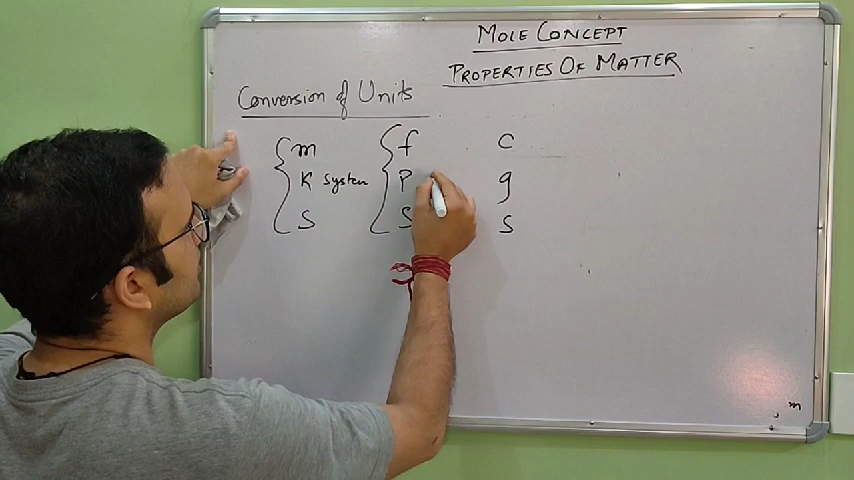 MOLE CONCEPT
PROPERTIES OF MATTER
Conversion of Units
m f c
K System P g
S S s
, m